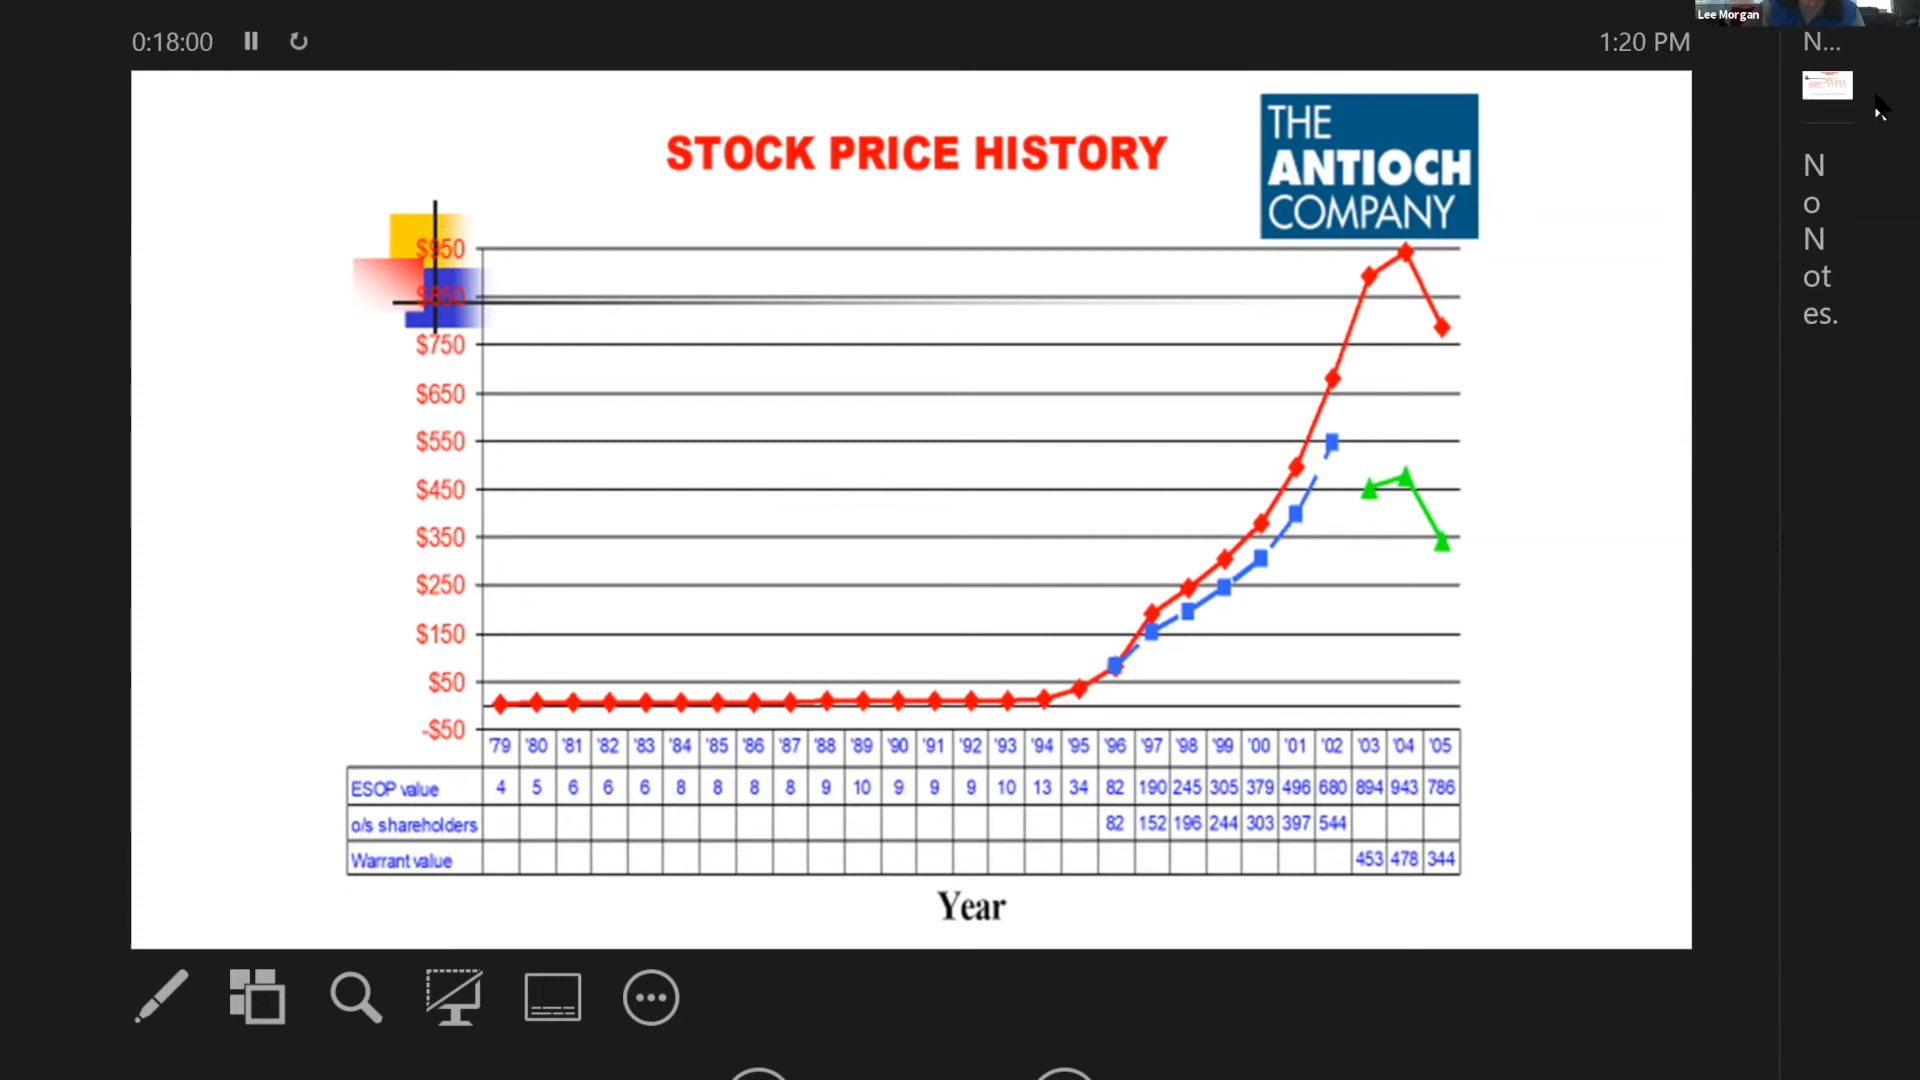 Lee Morgan
0:18:00
1:20 PM
N...
STOCK PRICE HISTORY
THE
ANTIOCH
COMPANY
$950
$850
$750
$650
$550
$450
$350
$250
$150
$50
-$50
'79 '80 '81 '82 '83 '84 '85 '86 '87 '88 '89 '90 '91 '92 '93 '94 '95 '96 '97 '98 '99 '00 '01 '02 '03 '04 '05
ESOP value 4 5 6 6 6 8 8 8 8 9 10 9 9 9 10 13 34 82 190 245 305 379 496 680 894 943 786
o/s shareholders 82 152 196 244 303 397 544
Warrant value 453 478 344
Year
N
o
N
ot
es.